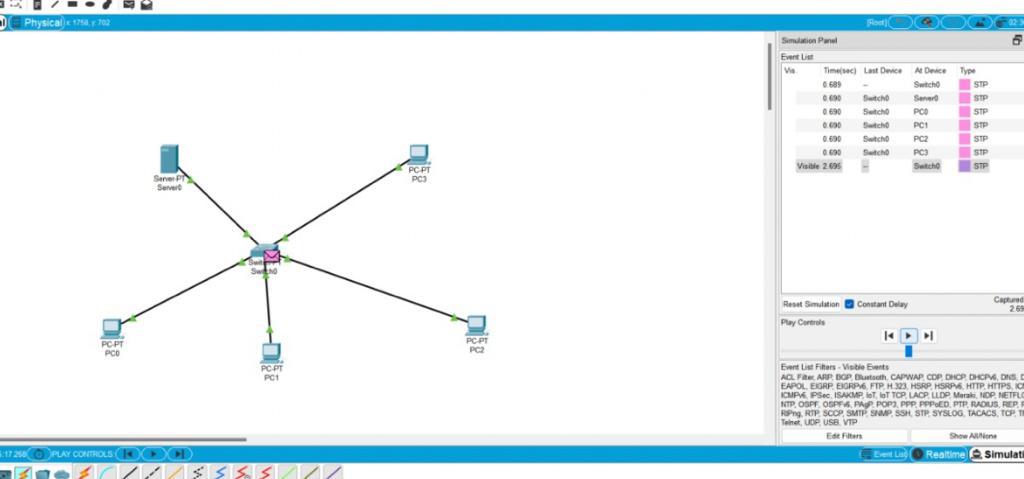 Physical x: 1758, y: 702
[Root]
Simulation Panel
Event List
Vis. Time(sec) Last Device At Device Type
0.689 -- Switch0 STP
0.690 Switch0 Server0 STP
0.690 Switch0 PC0 STP
0.690 Switch0 PC1 STP
0.690 Switch0 PC2 STP
0.690 Switch0 PC3 STP
Visible 2.695 -- Switch0 STP
Server-PT
Server0
PC-PT
PC3
Switch0
PC-PT
PC0
PC-PT
PC1
PC-PT
PC2
Reset Simulation Constant Delay Captured
2.69
Play Controls
Event List Filters - Visible Events
ACL Filter, ARP, BGP, Bluetooth, CAPWAP, CDP, DHCP, DHCPv6, DNS,
EAPOL, EIGRP, EIGRPv6, FTP, H.323, HSRP, HSRPv6, HTTP, HTTPS,
ICMPv6, IPSec, ISAKMP, IoT, IoT TCP, LACP, LLDP, Meraki, NDP,
NTP, OSPF, OSPFv6, PAgP, POP3, PPP, PPPoED, PTP, RADIUS, REP,
RIPng, RTP, SCCP, SMTP, SNMP, SSH, STP, SYSLOG, TACACS, TCP,
Telnet, UDP, USB, VTP
Edit Filters Show All/None
:17.268 PLAY CONTROLS: Event List Realtime Simulati